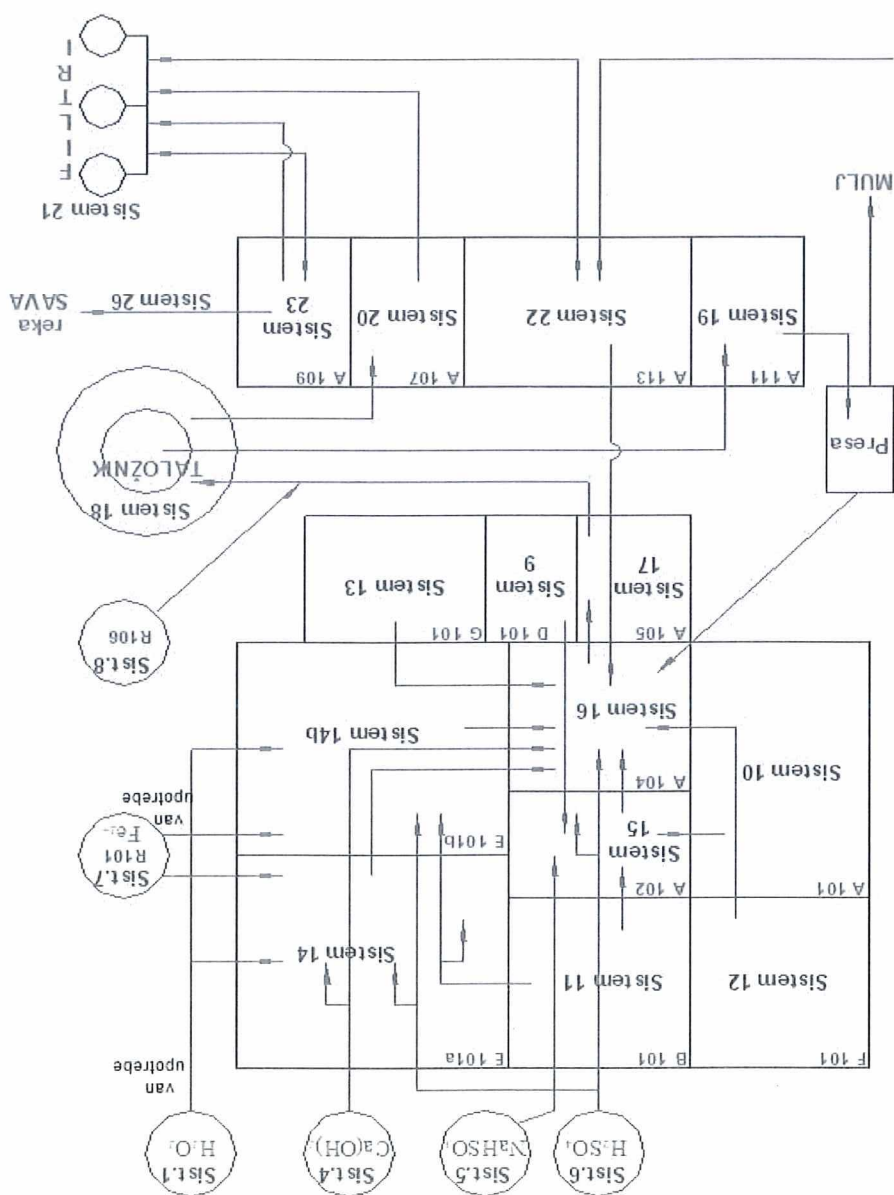 Sist.6
H₂SO₄
Sist.5
NaHSO₃
Sist.4
Ca(OH)₂
Sist.1
H₂O₂
van
upotrebe
F 101
B 101
E 101a
Sistem 12
Sistem 11
Sistem 14
A 101
A 102
Sistem
15
E 101b
Sist.7
R101
Fe₂₊
van
upotrebe
Sistem 10
A 104
Sistem 16
Sistem 14b
A 105
D 101
G 101
Sistem
17
Sistem
9
Sistem 13
Sist.8
R106
Sistem 18
TALOŽNIK
Presa
A 111
A 113
A 107
A 109
Sistem 19
Sistem 22
Sistem 20
Sistem
23
Sistem 26
reka
SAVA
MULJ
Sistem 21
F
I
L
T
R
I